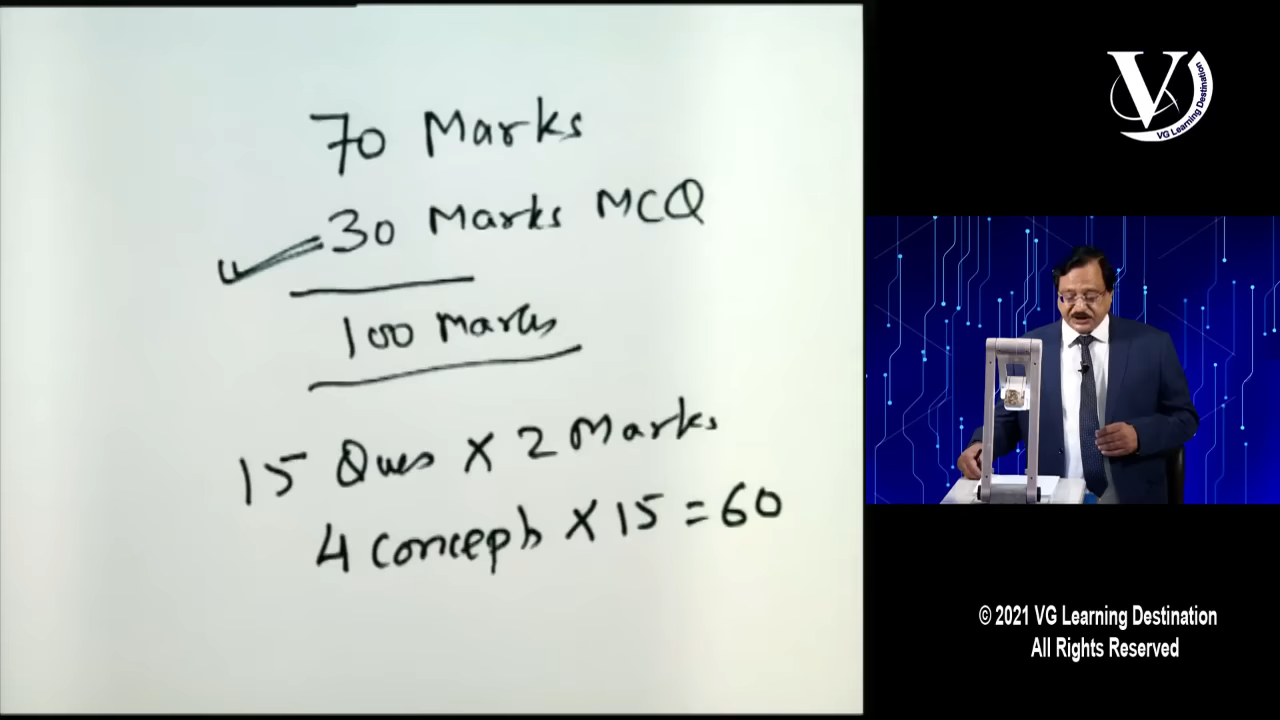 70 Marks
30 Marks MCQ
100 Marks
15 Ques X 2 Marks
4 concepts X 15 = 60
V
VG Learning Destination
© 2021 VG Learning Destination
All Rights Reserved